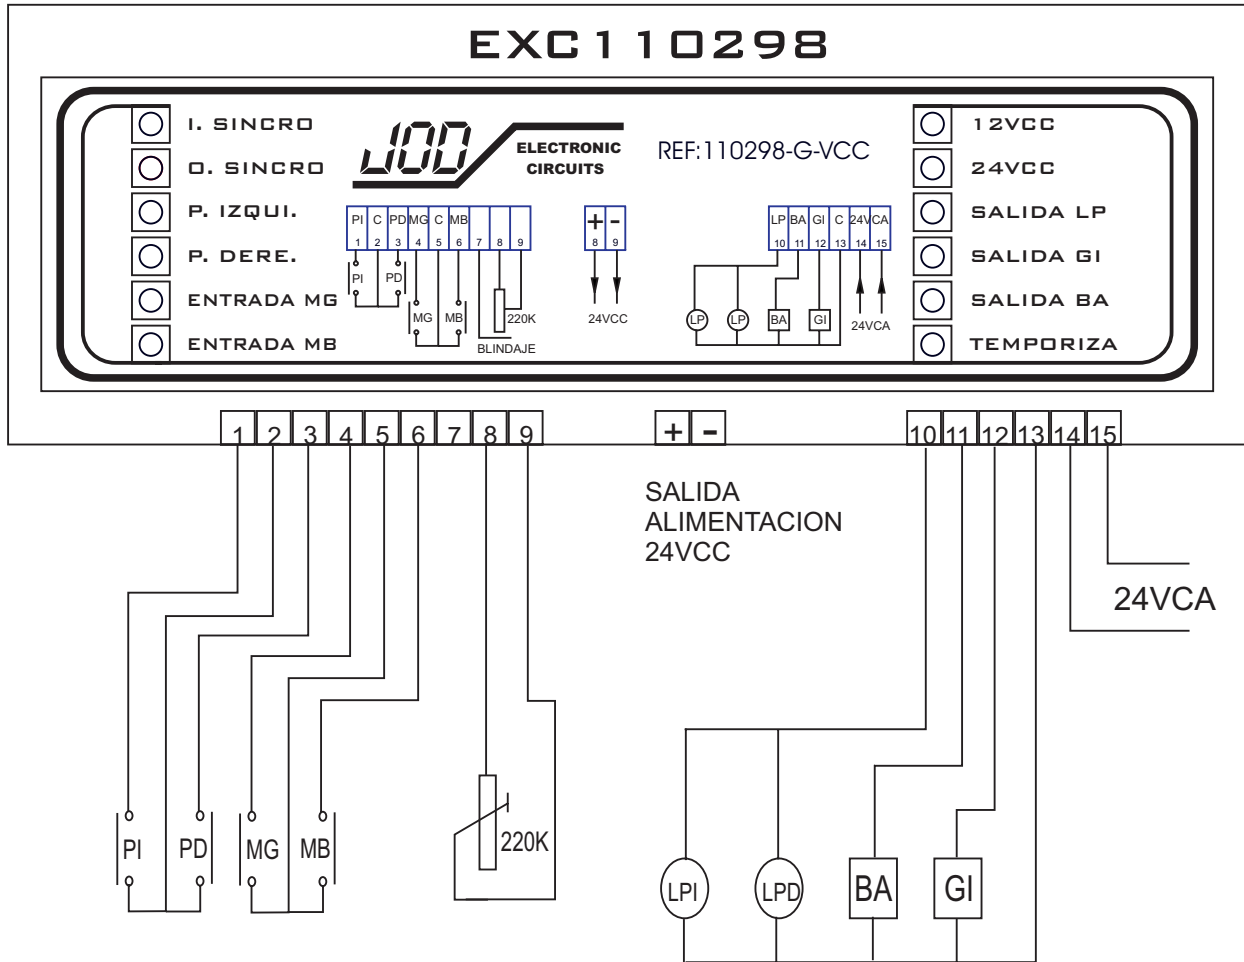 EXC110298
I. SINCRO
O. SINCRO
P. IZQUI.
P. DERE.
ENTRADA MG
ENTRADA MB
JOD
ELECTRONIC
CIRCUITS
REF:110298-G-VCC
PI C PD MG C MB
1 2 3 4 5 6 7 8 9
PI PD
MG MB 220K
BLINDAJE
+ -
8 9
24VCC
LP BA GI C 24V CA
10 11 12 13 14 15
LP LP BA GI 24VCA
12VCC
24VCC
SALIDA LP
SALIDA GI
SALIDA BA
TEMPORIZA
1 2 3 4 5 6 7 8 9
+ -
10 11 12 13 14 15
SALIDA
ALIMENTACION
24VCC
24VCA
PI PD MG MB 220K
LPI LPD BA GI